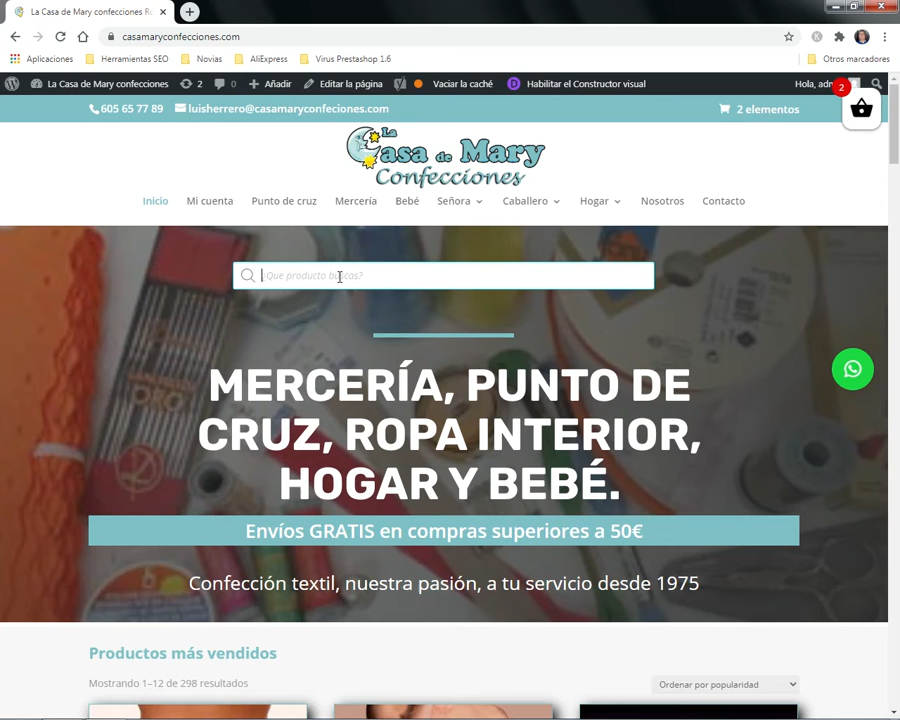 La Casa de Mary confecciones Ro
casamaryconfecciones.com
Aplicaciones Herramientas SEO Novias AliExpress Virus Prestashop 1.6 Otros marcadores
La Casa de Mary confecciones 2 0 Añadir Editar la página Vaciar la caché Habilitar el Constructor visual Hola, adm
2
605 65 77 89 luisherrero@casamaryconfeciones.com 2 elementos
La Casa de Mary
Confecciones
Inicio Mi cuenta Punto de cruz Mercería Bebé Señora Caballero Hogar Nosotros Contacto
¿Que producto buscas?
MERCERÍA, PUNTO DE
CRUZ, ROPA INTERIOR,
HOGAR Y BEBÉ.
Envíos GRATIS en compras superiores a 50€
Confección textil, nuestra pasión, a tu servicio desde 1975
Productos más vendidos
Mostrando 1–12 de 298 resultados Ordenar por popularidad